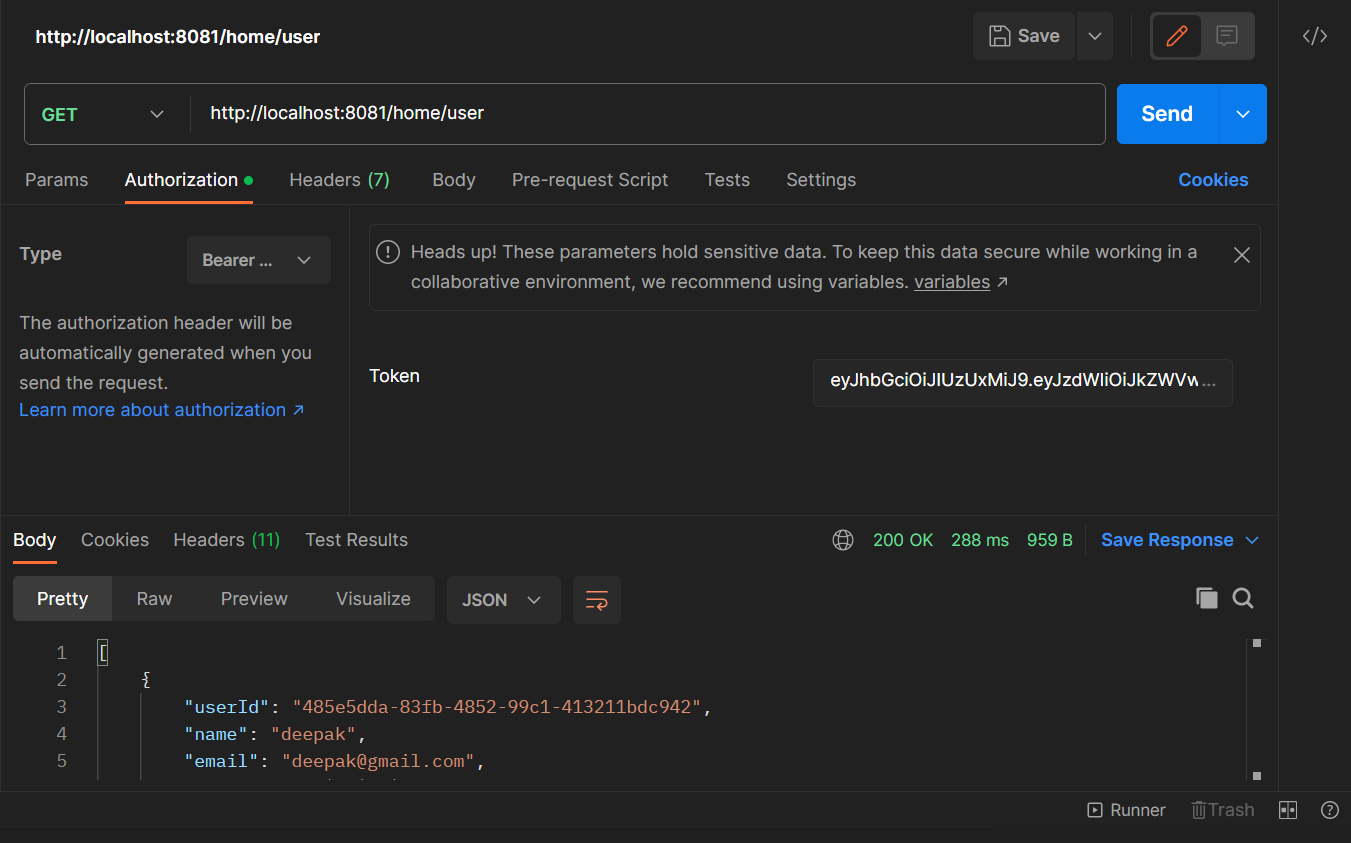 http://localhost:8081/home/user
Save
</>
GET
http://localhost:8081/home/user
Send
Params
Authorization
Headers (7)
Body
Pre-request Script
Tests
Settings
Cookies
Type
Bearer ...
The authorization header will be
automatically generated when you
send the request.
Learn more about authorization ↗
Heads up! These parameters hold sensitive data. To keep this data secure while working in a
collaborative environment, we recommend using variables. variables ↗
Token
eyJhbGciOiJIUzUxMiJ9.eyJzdWIiOiJkZWVw...
Body
Cookies
Headers (11)
Test Results
200 OK
288 ms
959 B
Save Response
Pretty
Raw
Preview
Visualize
JSON
1 [
2 {
3 "userId": "485e5dda-83fb-4852-99c1-413211bdc942",
4 "name": "deepak",
5 "email": "deepak@gmail.com",
Runner
Trash